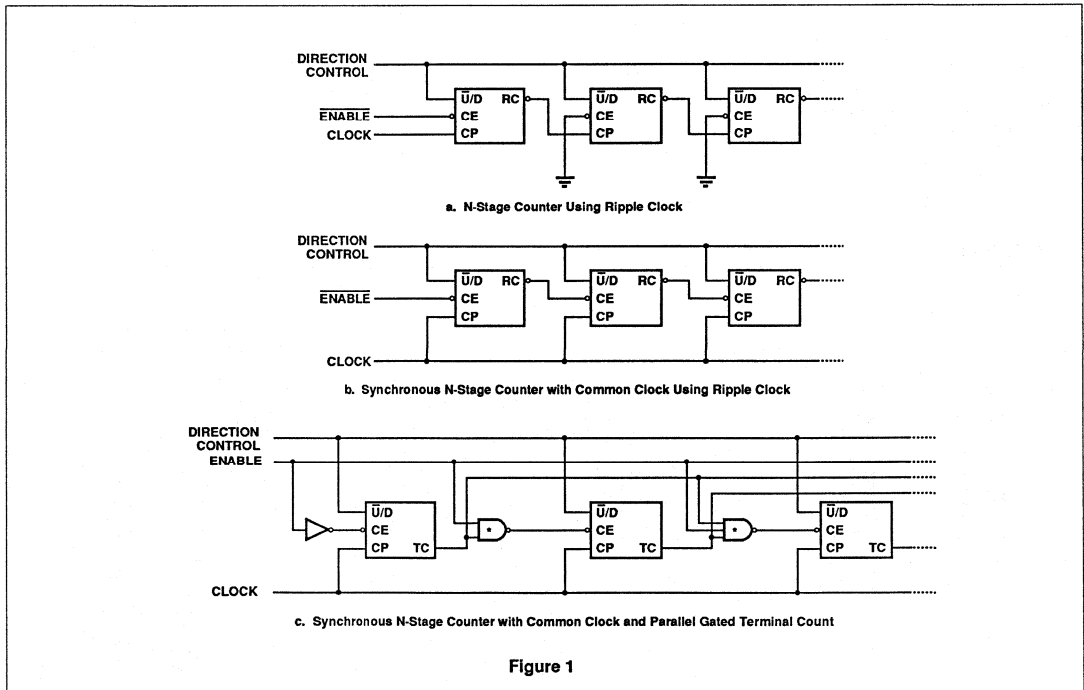 DIRECTION
CONTROL
U̅/D RC
U̅/D RC
U̅/D RC
E̅N̅A̅B̅L̅E̅
CE
CE
CE
CLOCK
CP
CP
CP
a. N-Stage Counter Using Ripple Clock
DIRECTION
CONTROL
U̅/D RC
U̅/D RC
U̅/D RC
E̅N̅A̅B̅L̅E̅
CE
CE
CE
CP
CP
CP
CLOCK
b. Synchronous N-Stage Counter with Common Clock Using Ripple Clock
DIRECTION
CONTROL
ENABLE
U̅/D
U̅/D
U̅/D
CE
*
CE
*
CE
CP TC
CP TC
CP TC
CLOCK
c. Synchronous N-Stage Counter with Common Clock and Parallel Gated Terminal Count
Figure 1